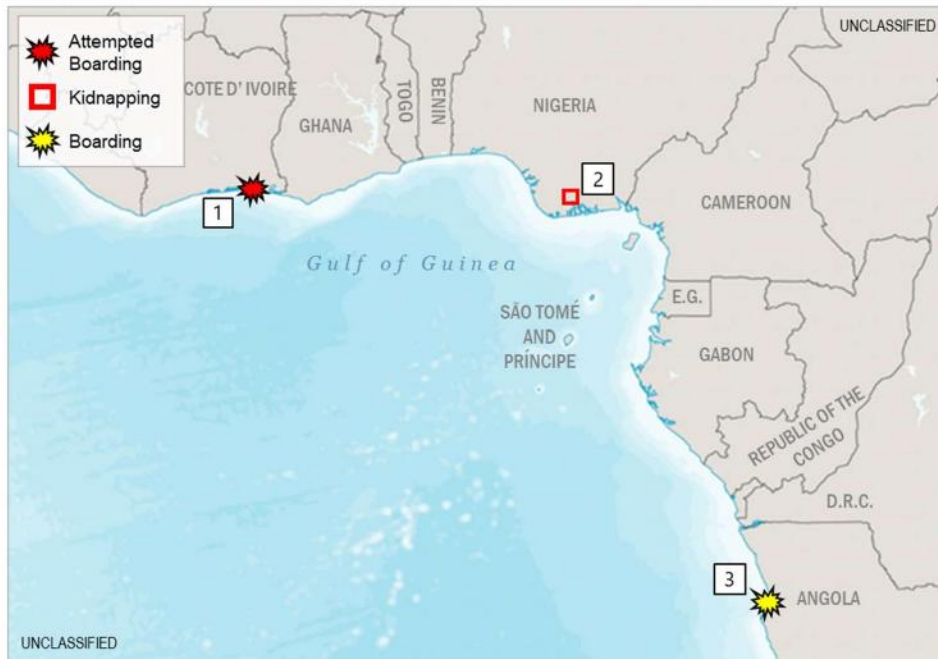 UNCLASSIFIED
Attempted
Boarding
Kidnapping
Boarding
COTE D' IVOIRE
GHANA
TOGO
BENIN
NIGERIA
CAMEROON
1
2
Gulf of Guinea
E.G.
SÃO TOMÉ
AND
PRÍNCIPE
GABON
REPUBLIC OF THE
CONGO
D.R.C.
3
ANGOLA
UNCLASSIFIED